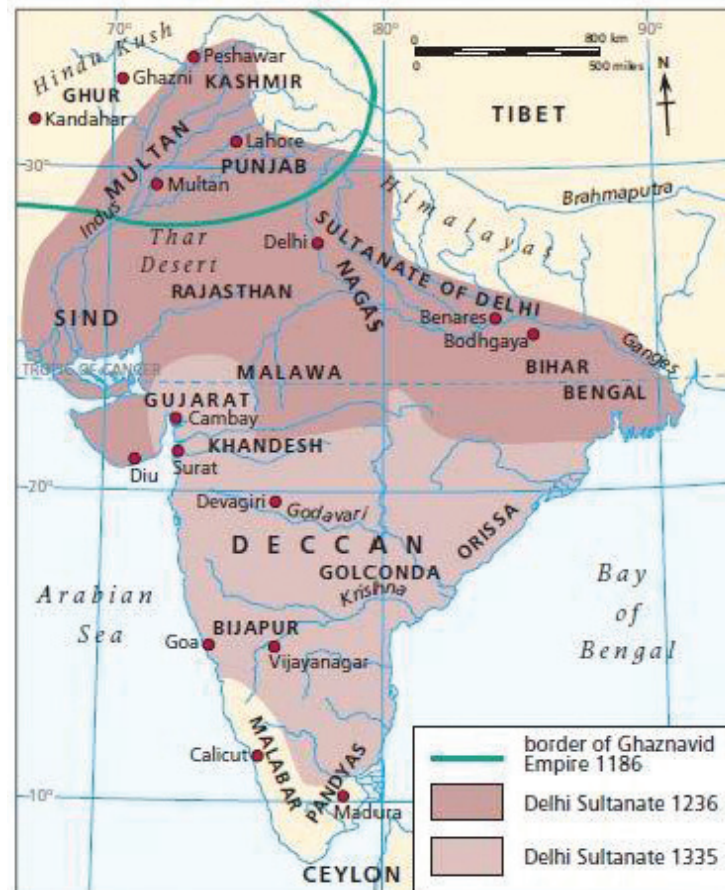 70°
80°
90°
0 800 km
0 500 miles
N
Hindu Kush
Peshawar
Ghazni
KASHMIR
GHUR
Kandahar
TIBET
MULTAN
Lahore
30°
PUNJAB
Multan
Indus
Himalayas
Brahmaputra
Thar
Desert
Delhi
SULTANATE OF DELHI
NAGAS
RAJASTHAN
SIND
Benares
Bodhgaya
Ganges
BIHAR
TROPIC OF CANCER
MALAWA
BENGAL
GUJARAT
Cambay
KHANDESH
Surat
Diu
20°
Devagiri
Godavari
ORISSA
DECCAN
GOLCONDA
Krishna
Arabian
Sea
Bay
of
Bengal
BIJAPUR
Goa
Vijayanagar
MALABAR
Calicut
PANDYAS
10°
Madura
CEYLON
border of Ghaznavid
Empire 1186
Delhi Sultanate 1236
Delhi Sultanate 1335